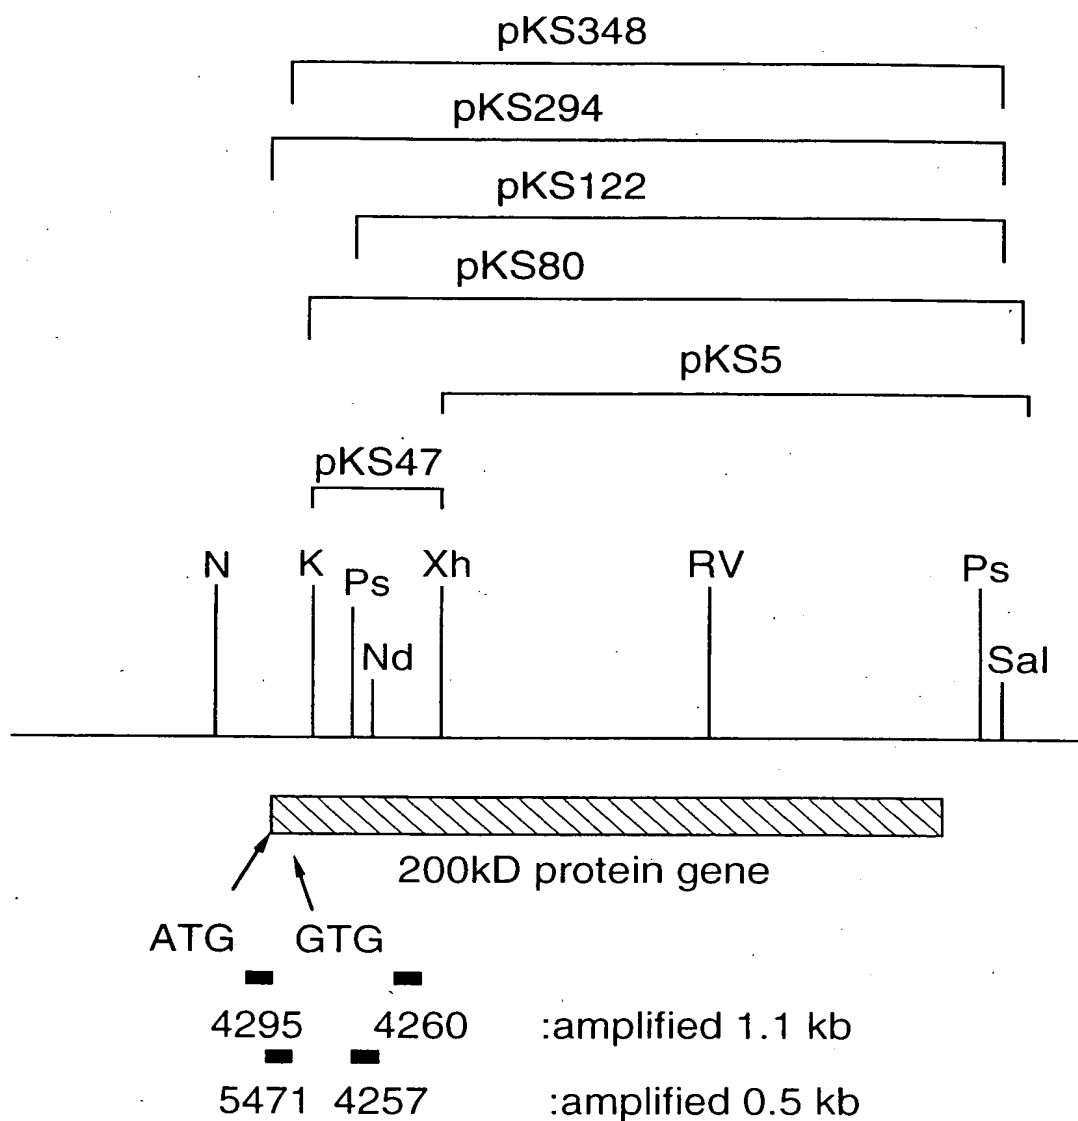 pKS348
pKS294
pKS122
pKS80
pKS5
pKS47
N K Ps Xh RV Ps
Nd Sal
200kD protein gene
ATG GTG
4295 4260 :amplified 1.1 kb
5471 4257 :amplified 0.5 kb